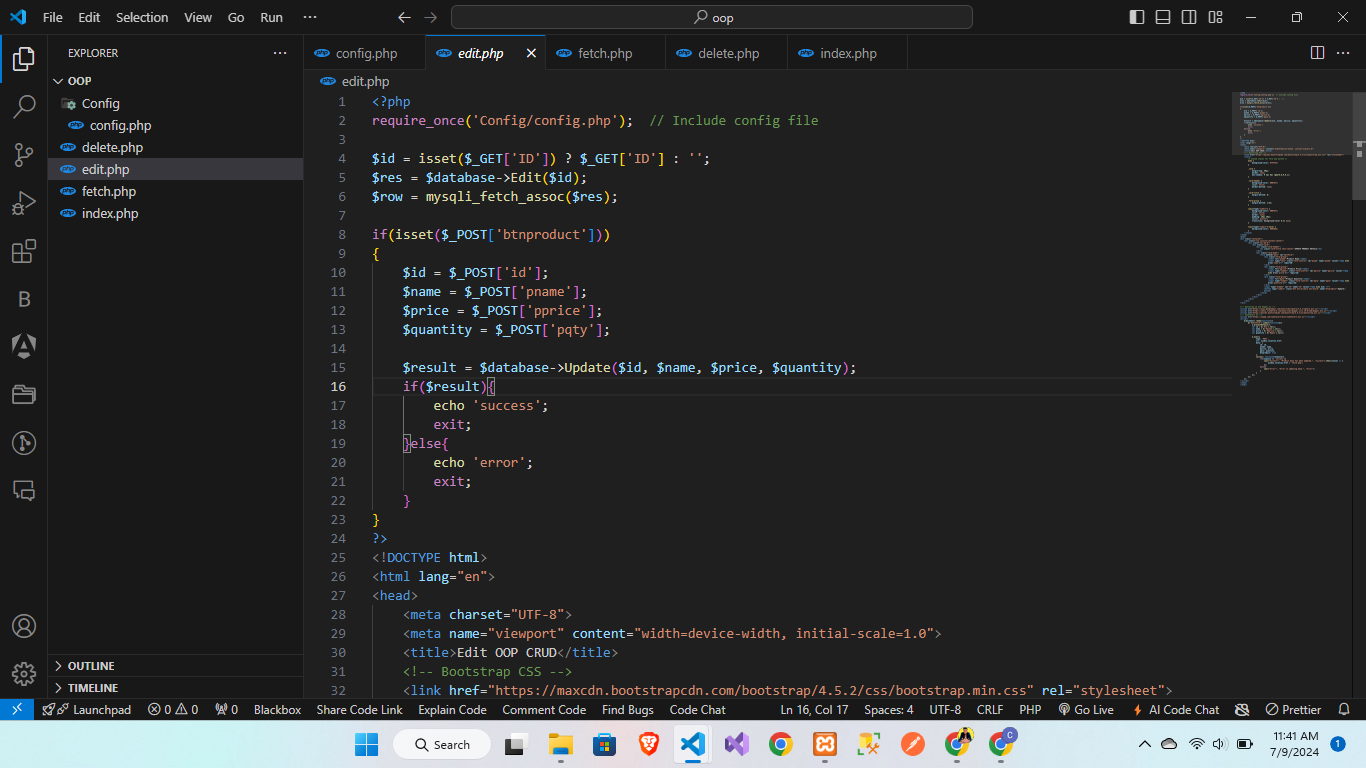 File Edit Selection View Go Run ···
oop
EXPLORER
OOP
Config
config.php
delete.php
edit.php
fetch.php
index.php
OUTLINE
TIMELINE
config.php edit.php fetch.php delete.php index.php
edit.php
1 <?php
2 require_once('Config/config.php');  // Include config file
3
4 $id = isset($_GET['ID']) ? $_GET['ID'] : '';
5 $res = $database->Edit($id);
6 $row = mysqli_fetch_assoc($res);
7
8 if(isset($_POST['btnproduct']))
9 {
10     $id = $_POST['id'];
11     $name = $_POST['pname'];
12     $price = $_POST['pprice'];
13     $quantity = $_POST['pqty'];
14
15     $result = $database->Update($id, $name, $price, $quantity);
16     if($result){
17         echo 'success';
18         exit;
19     }else{
20         echo 'error';
21         exit;
22     }
23 }
24 ?>
25 <!DOCTYPE html>
26 <html lang="en">
27 <head>
28     <meta charset="UTF-8">
29     <meta name="viewport" content="width=device-width, initial-scale=1.0">
30     <title>Edit OOP CRUD</title>
31     <!-- Bootstrap CSS -->
32     <link href="https://maxcdn.bootstrapcdn.com/bootstrap/4.5.2/css/bootstrap.min.css" rel="stylesheet">
Launchpad 0 0 0 Blackbox Share Code Link Explain Code Comment Code Find Bugs Code Chat Ln 16, Col 17 Spaces: 4 UTF-8 CRLF PHP Go Live AI Code Chat Prettier
Search
11:41 AM
7/9/2024
1